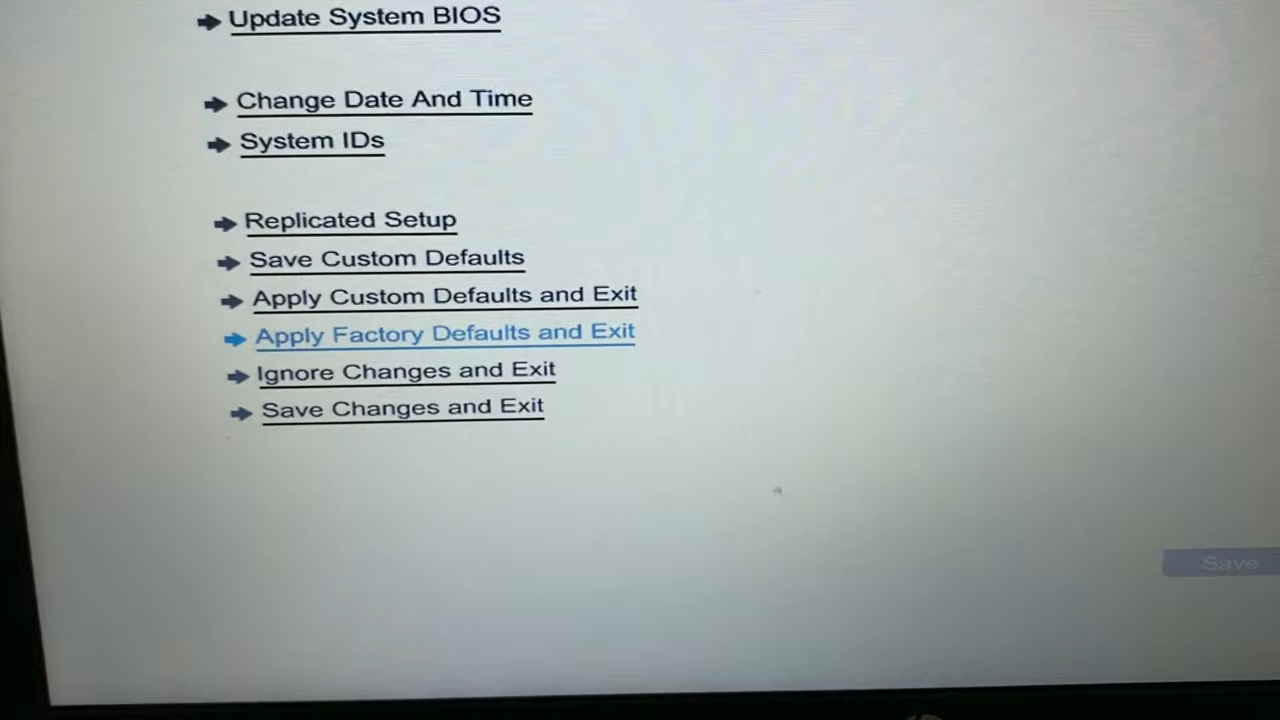 Update System BIOS
Change Date And Time
System IDs
Replicated Setup
Save Custom Defaults
Apply Custom Defaults and Exit
Apply Factory Defaults and Exit
Ignore Changes and Exit
Save Changes and Exit
Save